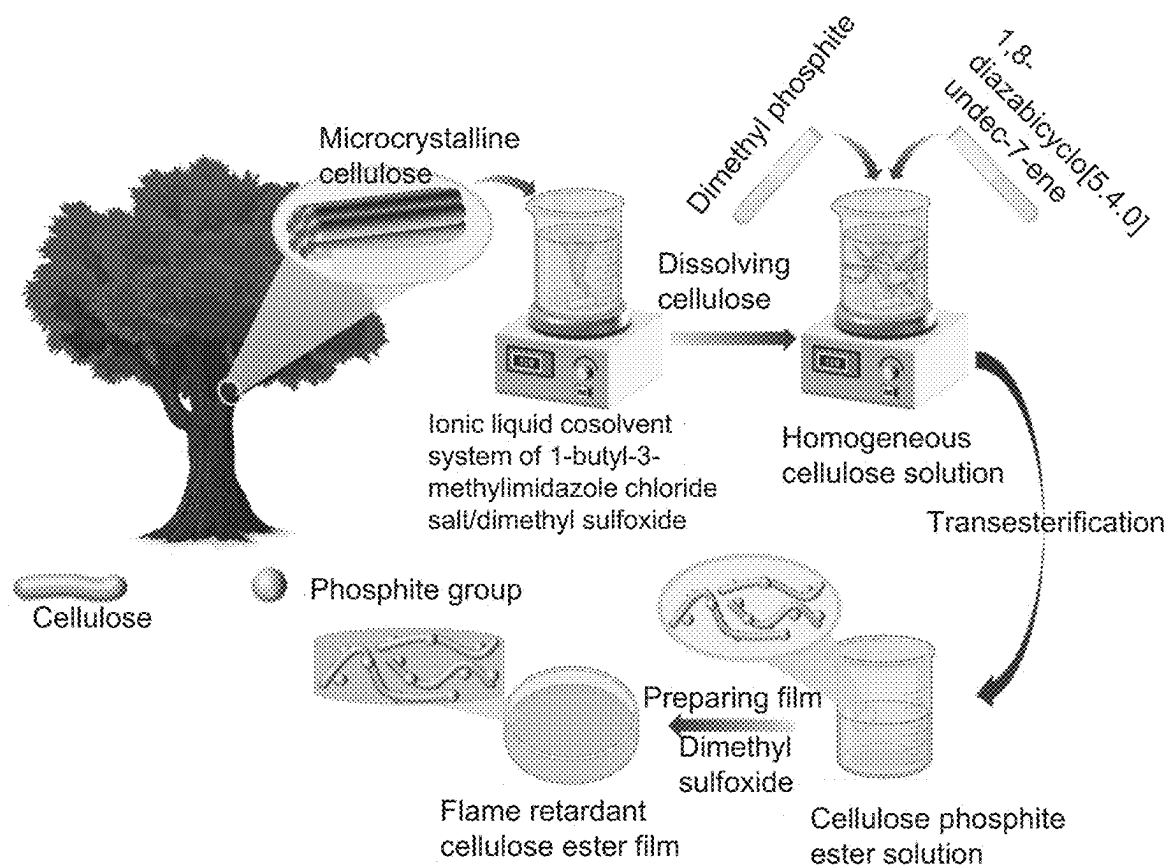 Microcrystalline
cellulose
Dimethyl phosphite
1,8-
diazabicyclo[5.4.0]
undec-7-ene
Dissolving
cellulose
Ionic liquid cosolvent
system of 1-butyl-3-
methylimidazole chloride
salt/dimethyl sulfoxide
Homogeneous
cellulose solution
Transesterification
Cellulose
Phosphite group
Preparing film
Dimethyl
sulfoxide
Flame retardant
cellulose ester film
Cellulose phosphite
ester solution